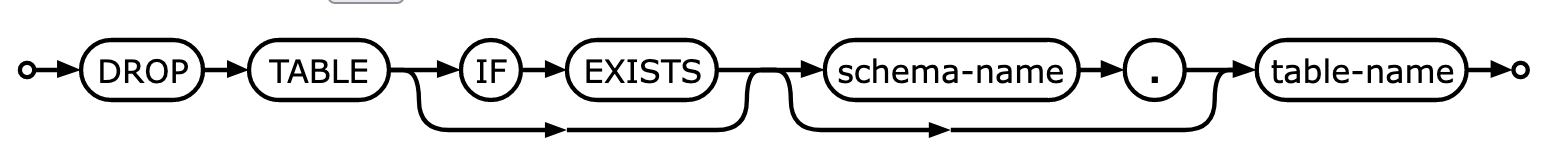 DROP TABLE IF EXISTS schema-name . table-name